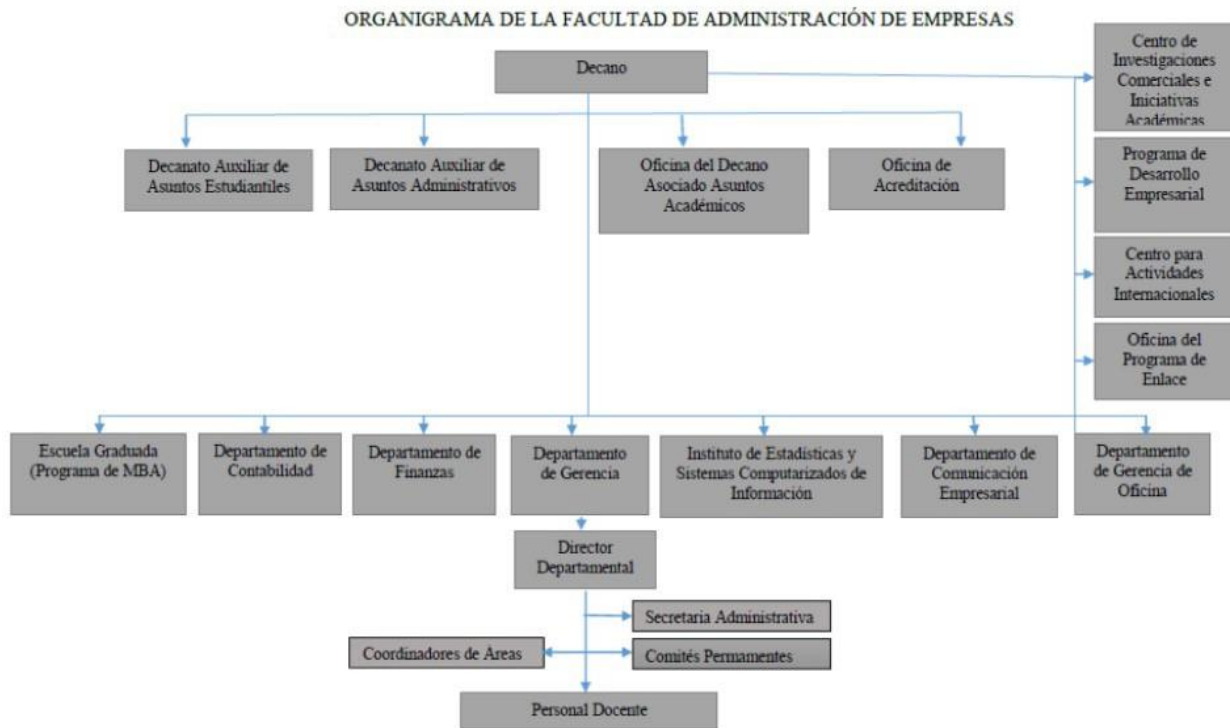 ORGANIGRAMA DE LA FACULTAD DE ADMINISTRACIÓN DE EMPRESAS
Decano
Centro de
Investigaciones
Comerciales e
Iniciativas
Académicas
Decanato Auxiliar de
Asuntos Estudiantiles
Decanato Auxiliar de
Asuntos Administrativos
Oficina del Decano
Asociado Asuntos
Académicos
Oficina de
Acreditación
Programa de
Desarrollo
Empresarial
Centro para
Actividades
Internacionales
Oficina del
Programa de
Enlace
Escuela Graduada
(Programa de MBA)
Departamento de
Contabilidad
Departamento de
Finanzas
Departamento
de Gerencia
Instituto de Estadísticas y
Sistemas Computarizados de
Información
Departamento de
Comunicación
Empresarial
Departamento
de Gerencia de
Oficina
Director
Departamental
Secretaria Administrativa
Coordinadores de Áreas
Comités Permamentes
Personal Docente